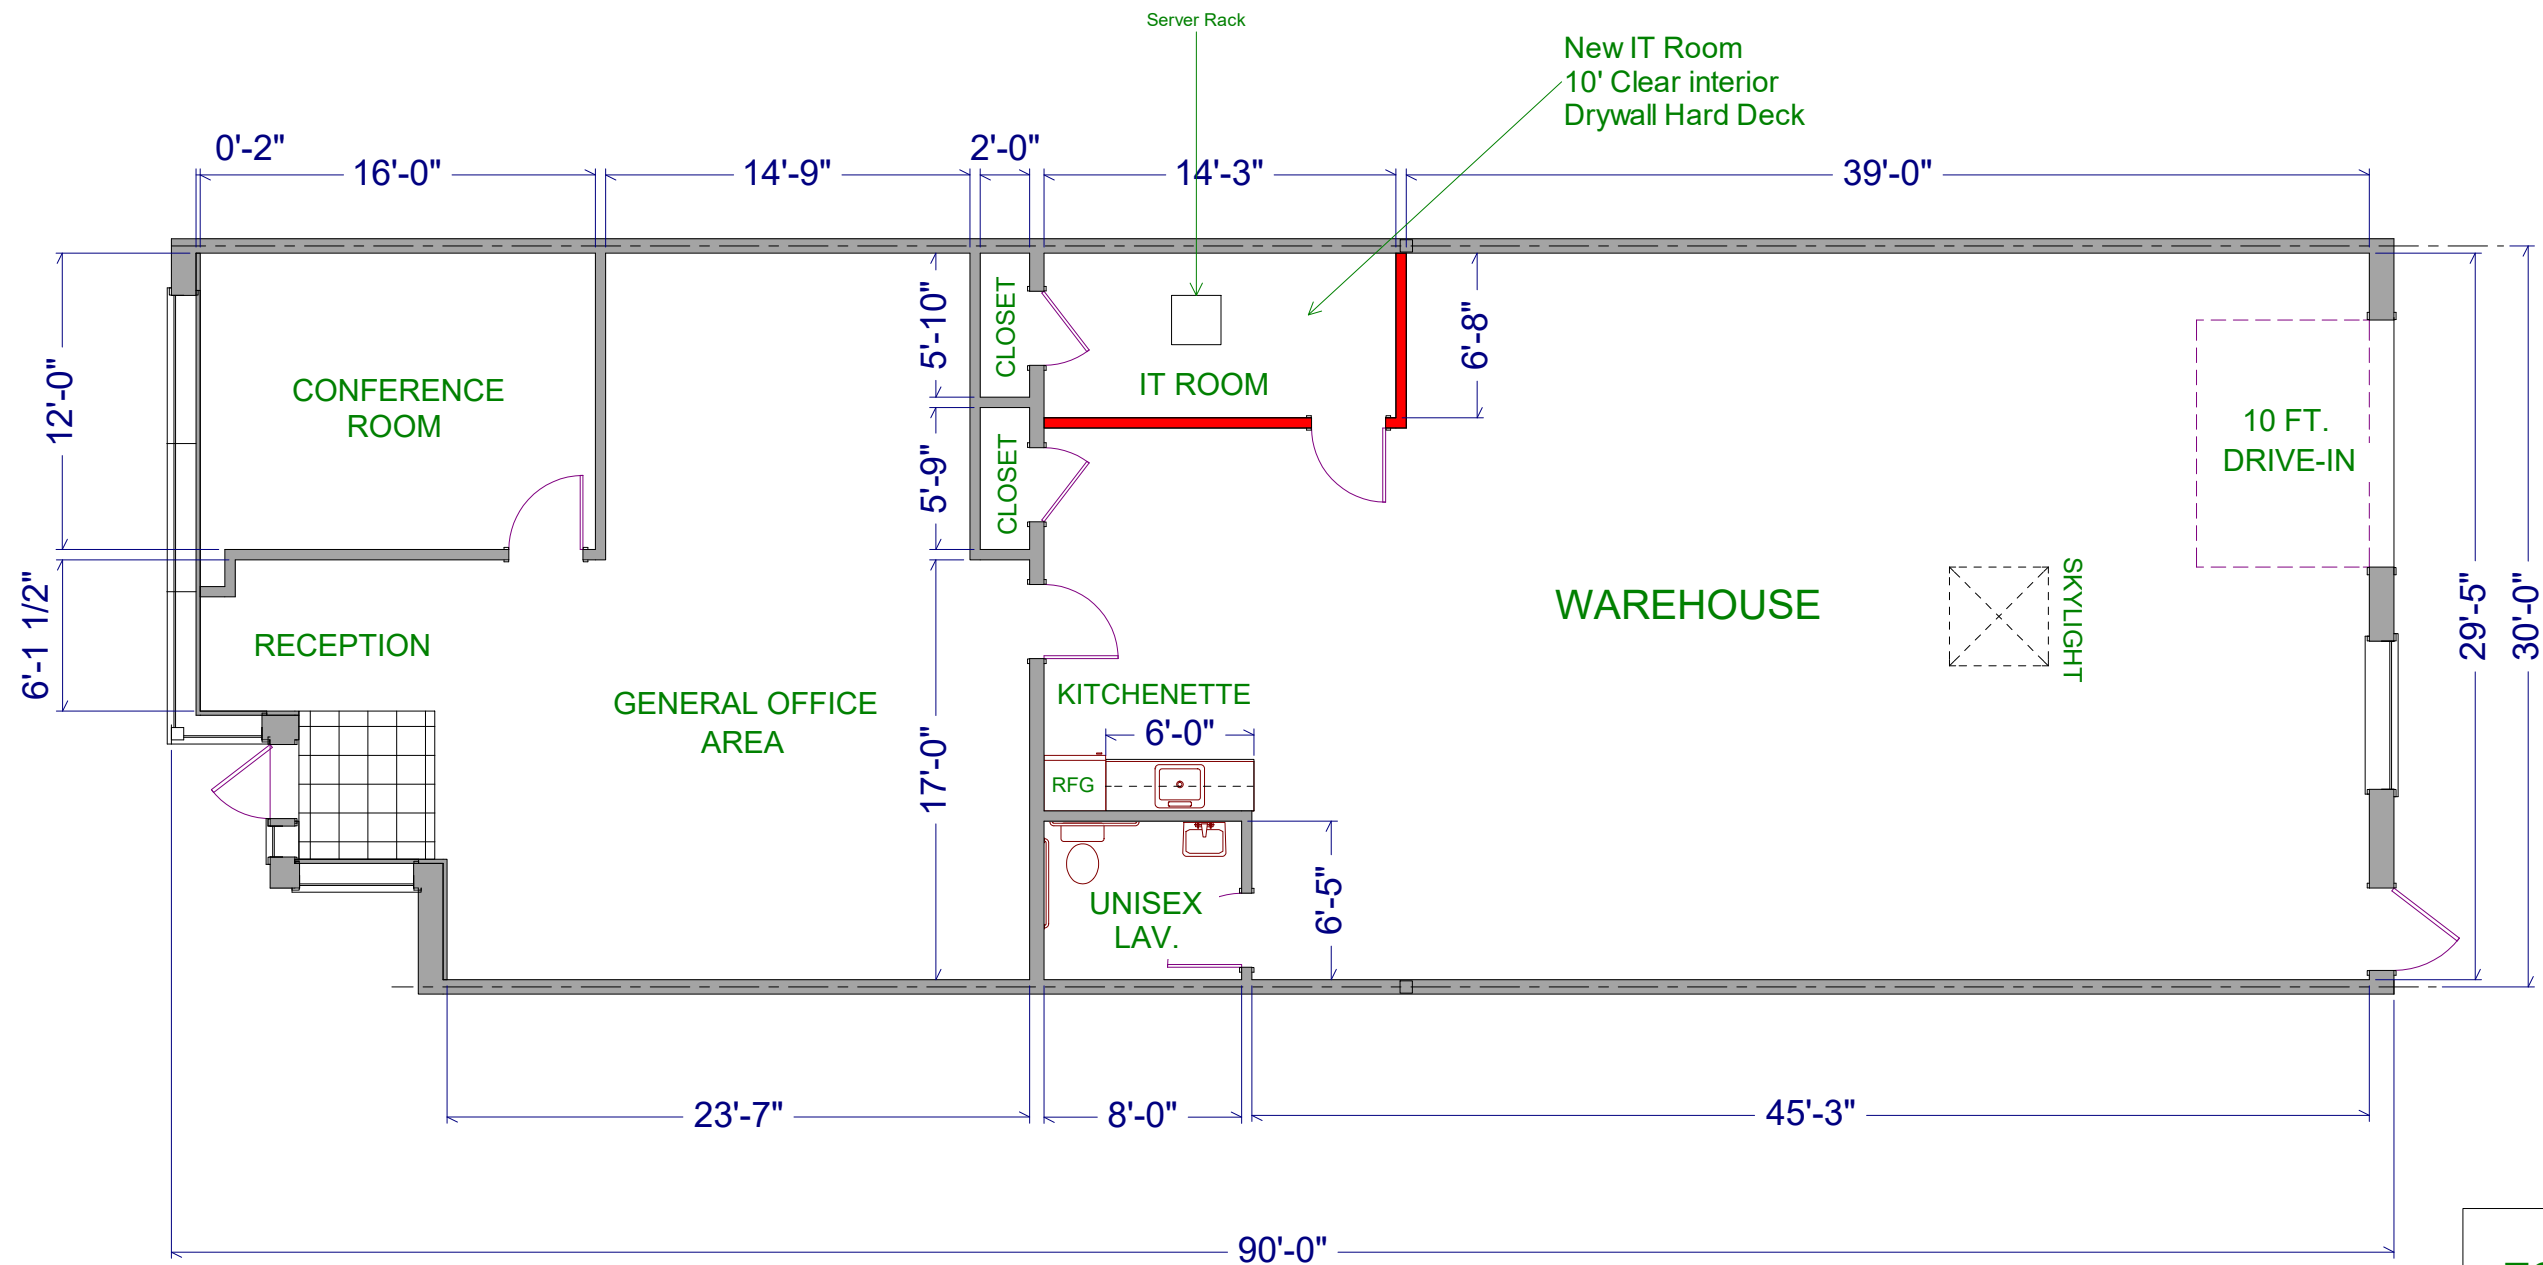 Server Rack
New IT Room
10' Clear interior
Drywall Hard Deck
0'-2"
2'-0"
16'-0"
14'-9"
14'-3"
39'-0"
CLOSET
5'-10"
6'-8"
12'-0"
CONFERENCE
ROOM
IT ROOM
10 FT.
DRIVE-IN
CLOSET
5'-9"
SKYLIGHT
WAREHOUSE
29'-5"
30'-0"
6'-1 1/2"
RECEPTION
GENERAL OFFICE
AREA
KITCHENETTE
6'-0"
17'-0"
RFG
UNISEX
LAV.
6'-5"
23'-7"
8'-0"
45'-3"
90'-0"